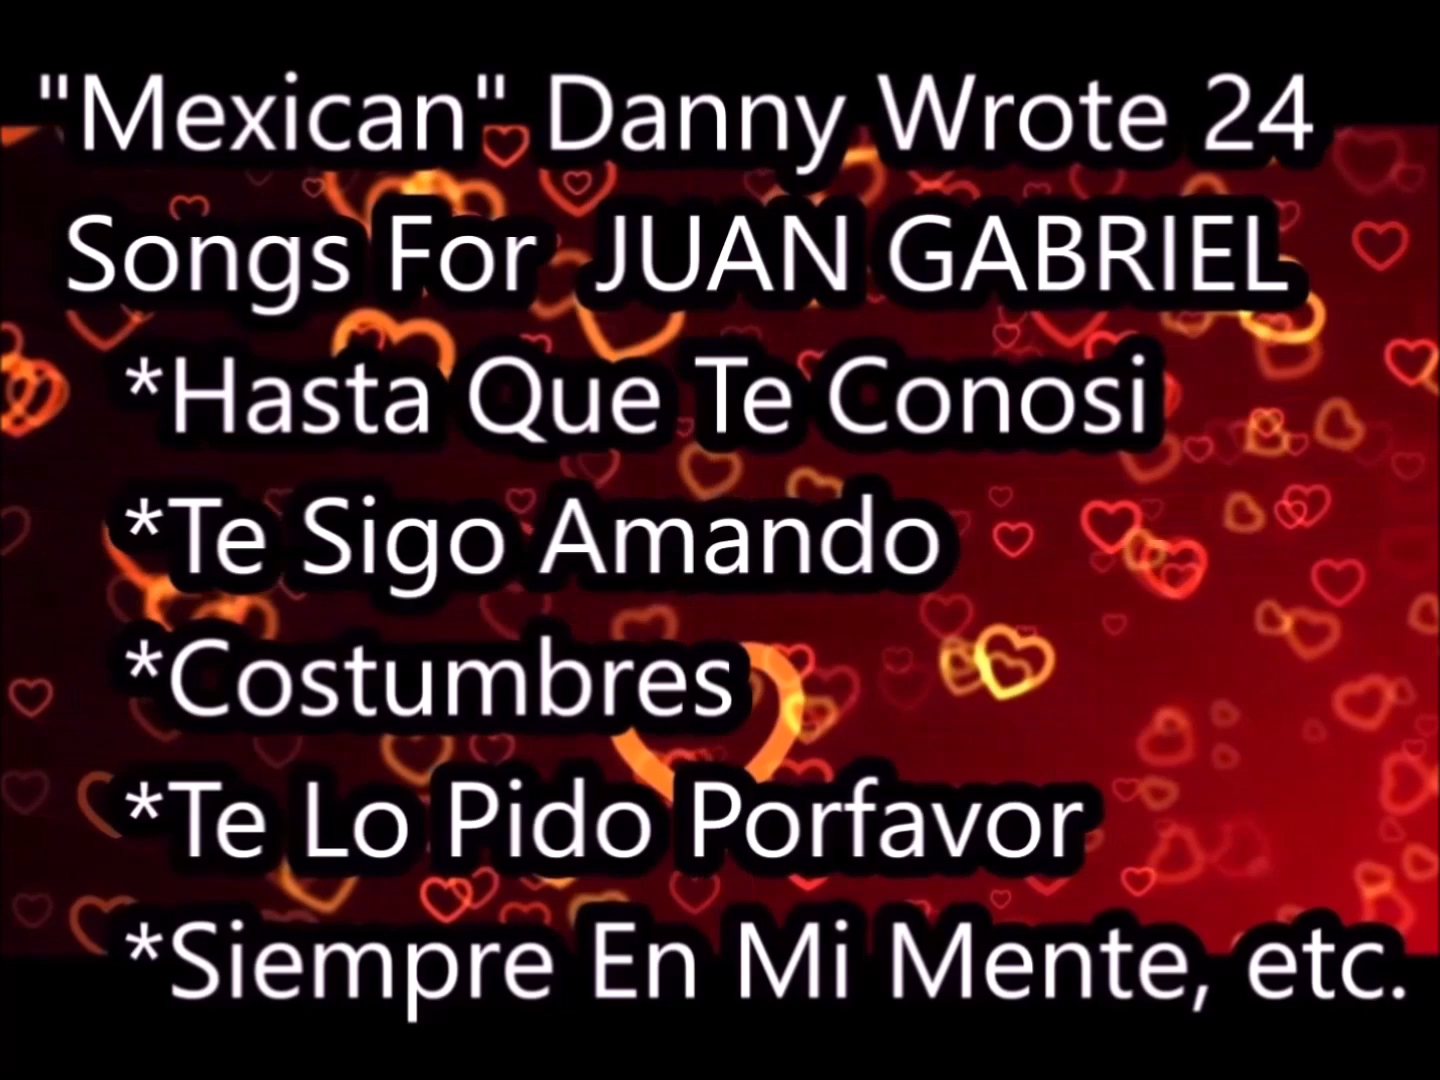 "Mexican" Danny Wrote 24
Songs For JUAN GABRIEL
*Hasta Que Te Conosi
*Te Sigo Amando
*Costumbres
*Te Lo Pido Porfavor
*Siempre En Mi Mente, etc.